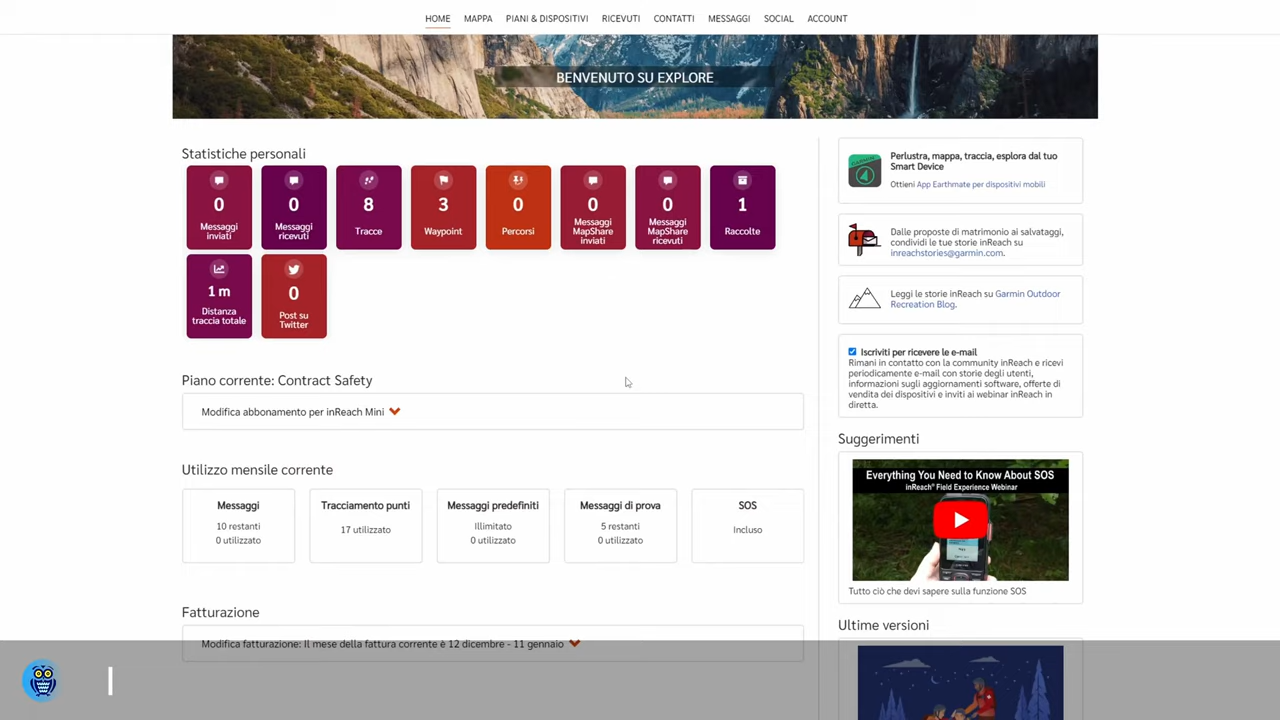 HOME MAPPA PIANI & DISPOSITIVI RICEVUTI CONTATTI MESSAGGI SOCIAL ACCOUNT
BENVENUTO SU EXPLORE
Statistiche personali
0
Messaggi
inviati
0
Messaggi
ricevuti
8
Tracce
3
Waypoint
0
Percorsi
0
Messaggi
MapShare
inviati
0
Messaggi
MapShare
ricevuti
1
Raccolte
1 m
Distanza
traccia totale
0
Post su
Twitter
Piano corrente: Contract Safety
Modifica abbonamento per inReach Mini
Utilizzo mensile corrente
Messaggi
10 restanti
0 utilizzato
Tracciamento punti
17 utilizzato
Messaggi predefiniti
Illimitato
0 utilizzato
Messaggi di prova
5 restanti
0 utilizzato
SOS
Incluso
Fatturazione
Modifica fatturazione: Il mese della fattura corrente è 12 dicembre - 11 gennaio
GARMIN
Perlustra, mappa, traccia, esplora dal tuo
Smart Device
Ottieni App Earthmate per dispositivi mobili
Dalle proposte di matrimonio ai salvataggi,
condividi le tue storie inReach su
inreachstories@garmin.com.
Leggi le storie inReach su Garmin Outdoor
Recreation Blog.
Iscriviti per ricevere le e-mail
Rimani in contatto con la community inReach e ricevi
periodicamente e-mail con storie degli utenti,
informazioni sugli aggiornamenti software, offerte di
vendita dei dispositivi e inviti ai webinar inReach in
diretta.
Suggerimenti
Everything You Need to Know About SOS
inReach® Field Experience Webinar
Tutto ciò che devi sapere sulla funzione SOS
Ultime versioni